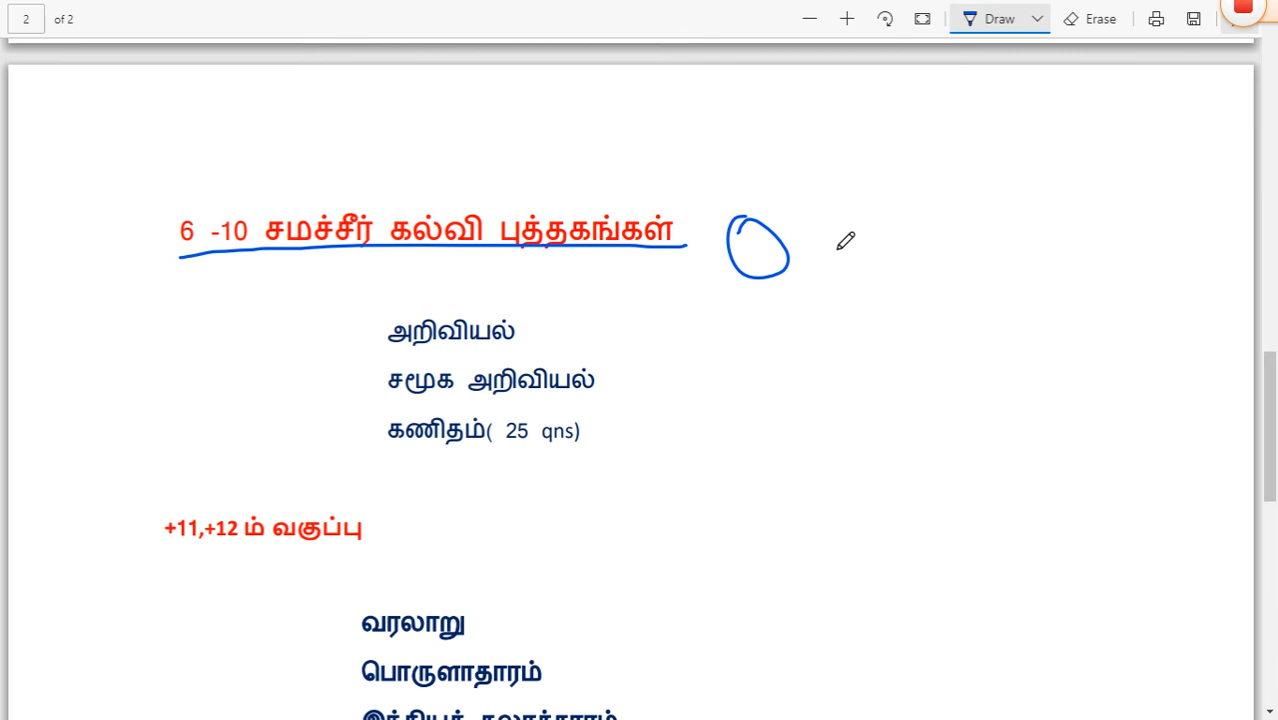 2 of 2 Draw Erase
6 -10 சமச்சீர் கல்வி புத்தகங்கள்
அறிவியல்
சமூக அறிவியல்
கணிதம்( 25 qns)
+11,+12 ம் வகுப்பு
வரலாறு
பொருளாதாரம்